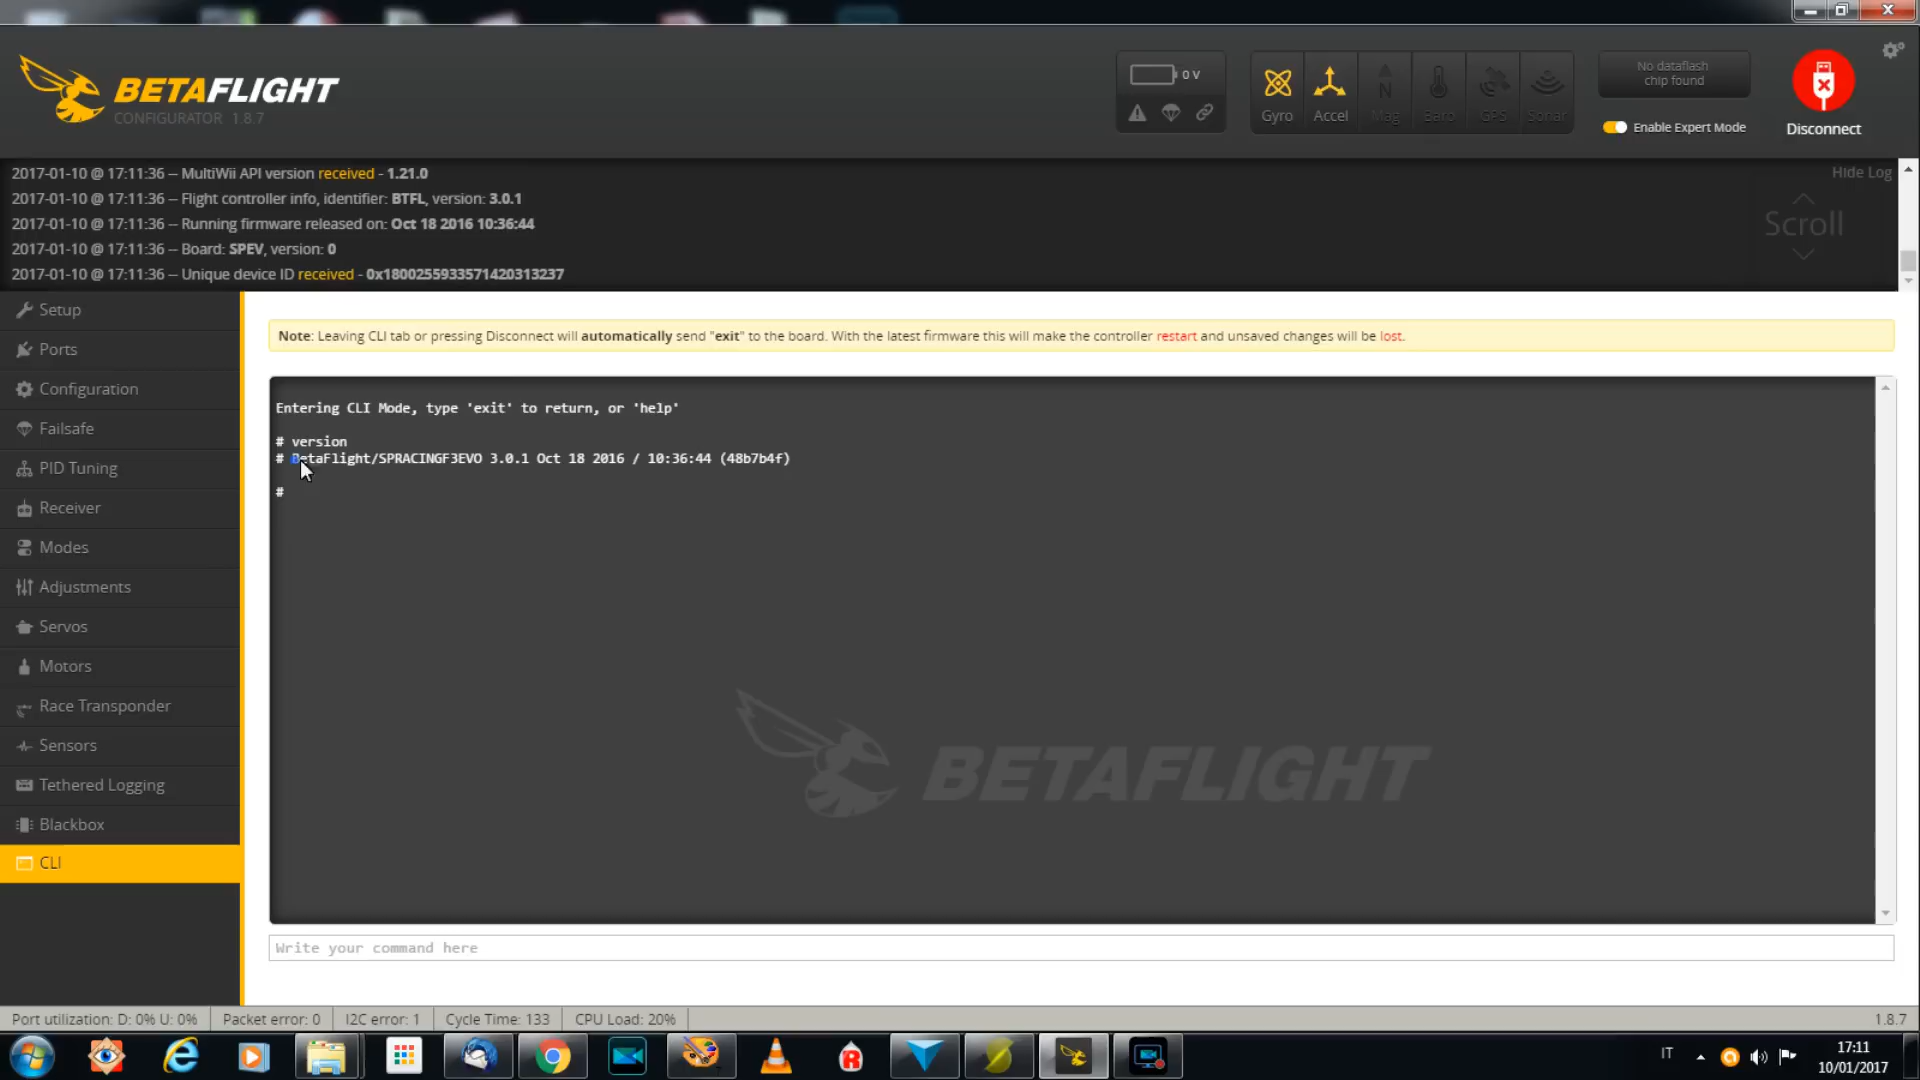 BETAFLIGHT
CONFIGURATOR 1.8.7
0 V
Gyro
Accel
Mag
Baro
GPS
Sonar
No dataflash
chip found
Enable Expert Mode
Disconnect
2017-01-10 @ 17:11:36 -- MultiWii API version received - 1.21.0
2017-01-10 @ 17:11:36 -- Flight controller info, identifier: BTFL, version: 3.0.1
2017-01-10 @ 17:11:36 -- Running firmware released on: Oct 18 2016 10:36:44
2017-01-10 @ 17:11:36 -- Board: SPEV, version: 0
2017-01-10 @ 17:11:36 -- Unique device ID received - 0x1800255933571420313237
Hide Log
Scroll
Setup
Ports
Configuration
Failsafe
PID Tuning
Receiver
Modes
Adjustments
Servos
Motors
Race Transponder
Sensors
Tethered Logging
Blackbox
CLI
Note: Leaving CLI tab or pressing Disconnect will automatically send "exit" to the board. With the latest firmware this will make the controller restart and unsaved changes will be lost.
Entering CLI Mode, type 'exit' to return, or 'help'
# version
# BetaFlight/SPRACINGF3EVO 3.0.1 Oct 18 2016 / 10:36:44 (48b7b4f)
#
BETAFLIGHT
Write your command here
Port utilization: D: 0% U: 0%
Packet error: 0
I2C error: 1
Cycle Time: 133
CPU Load: 20%
1.8.7
IT
17:11
10/01/2017